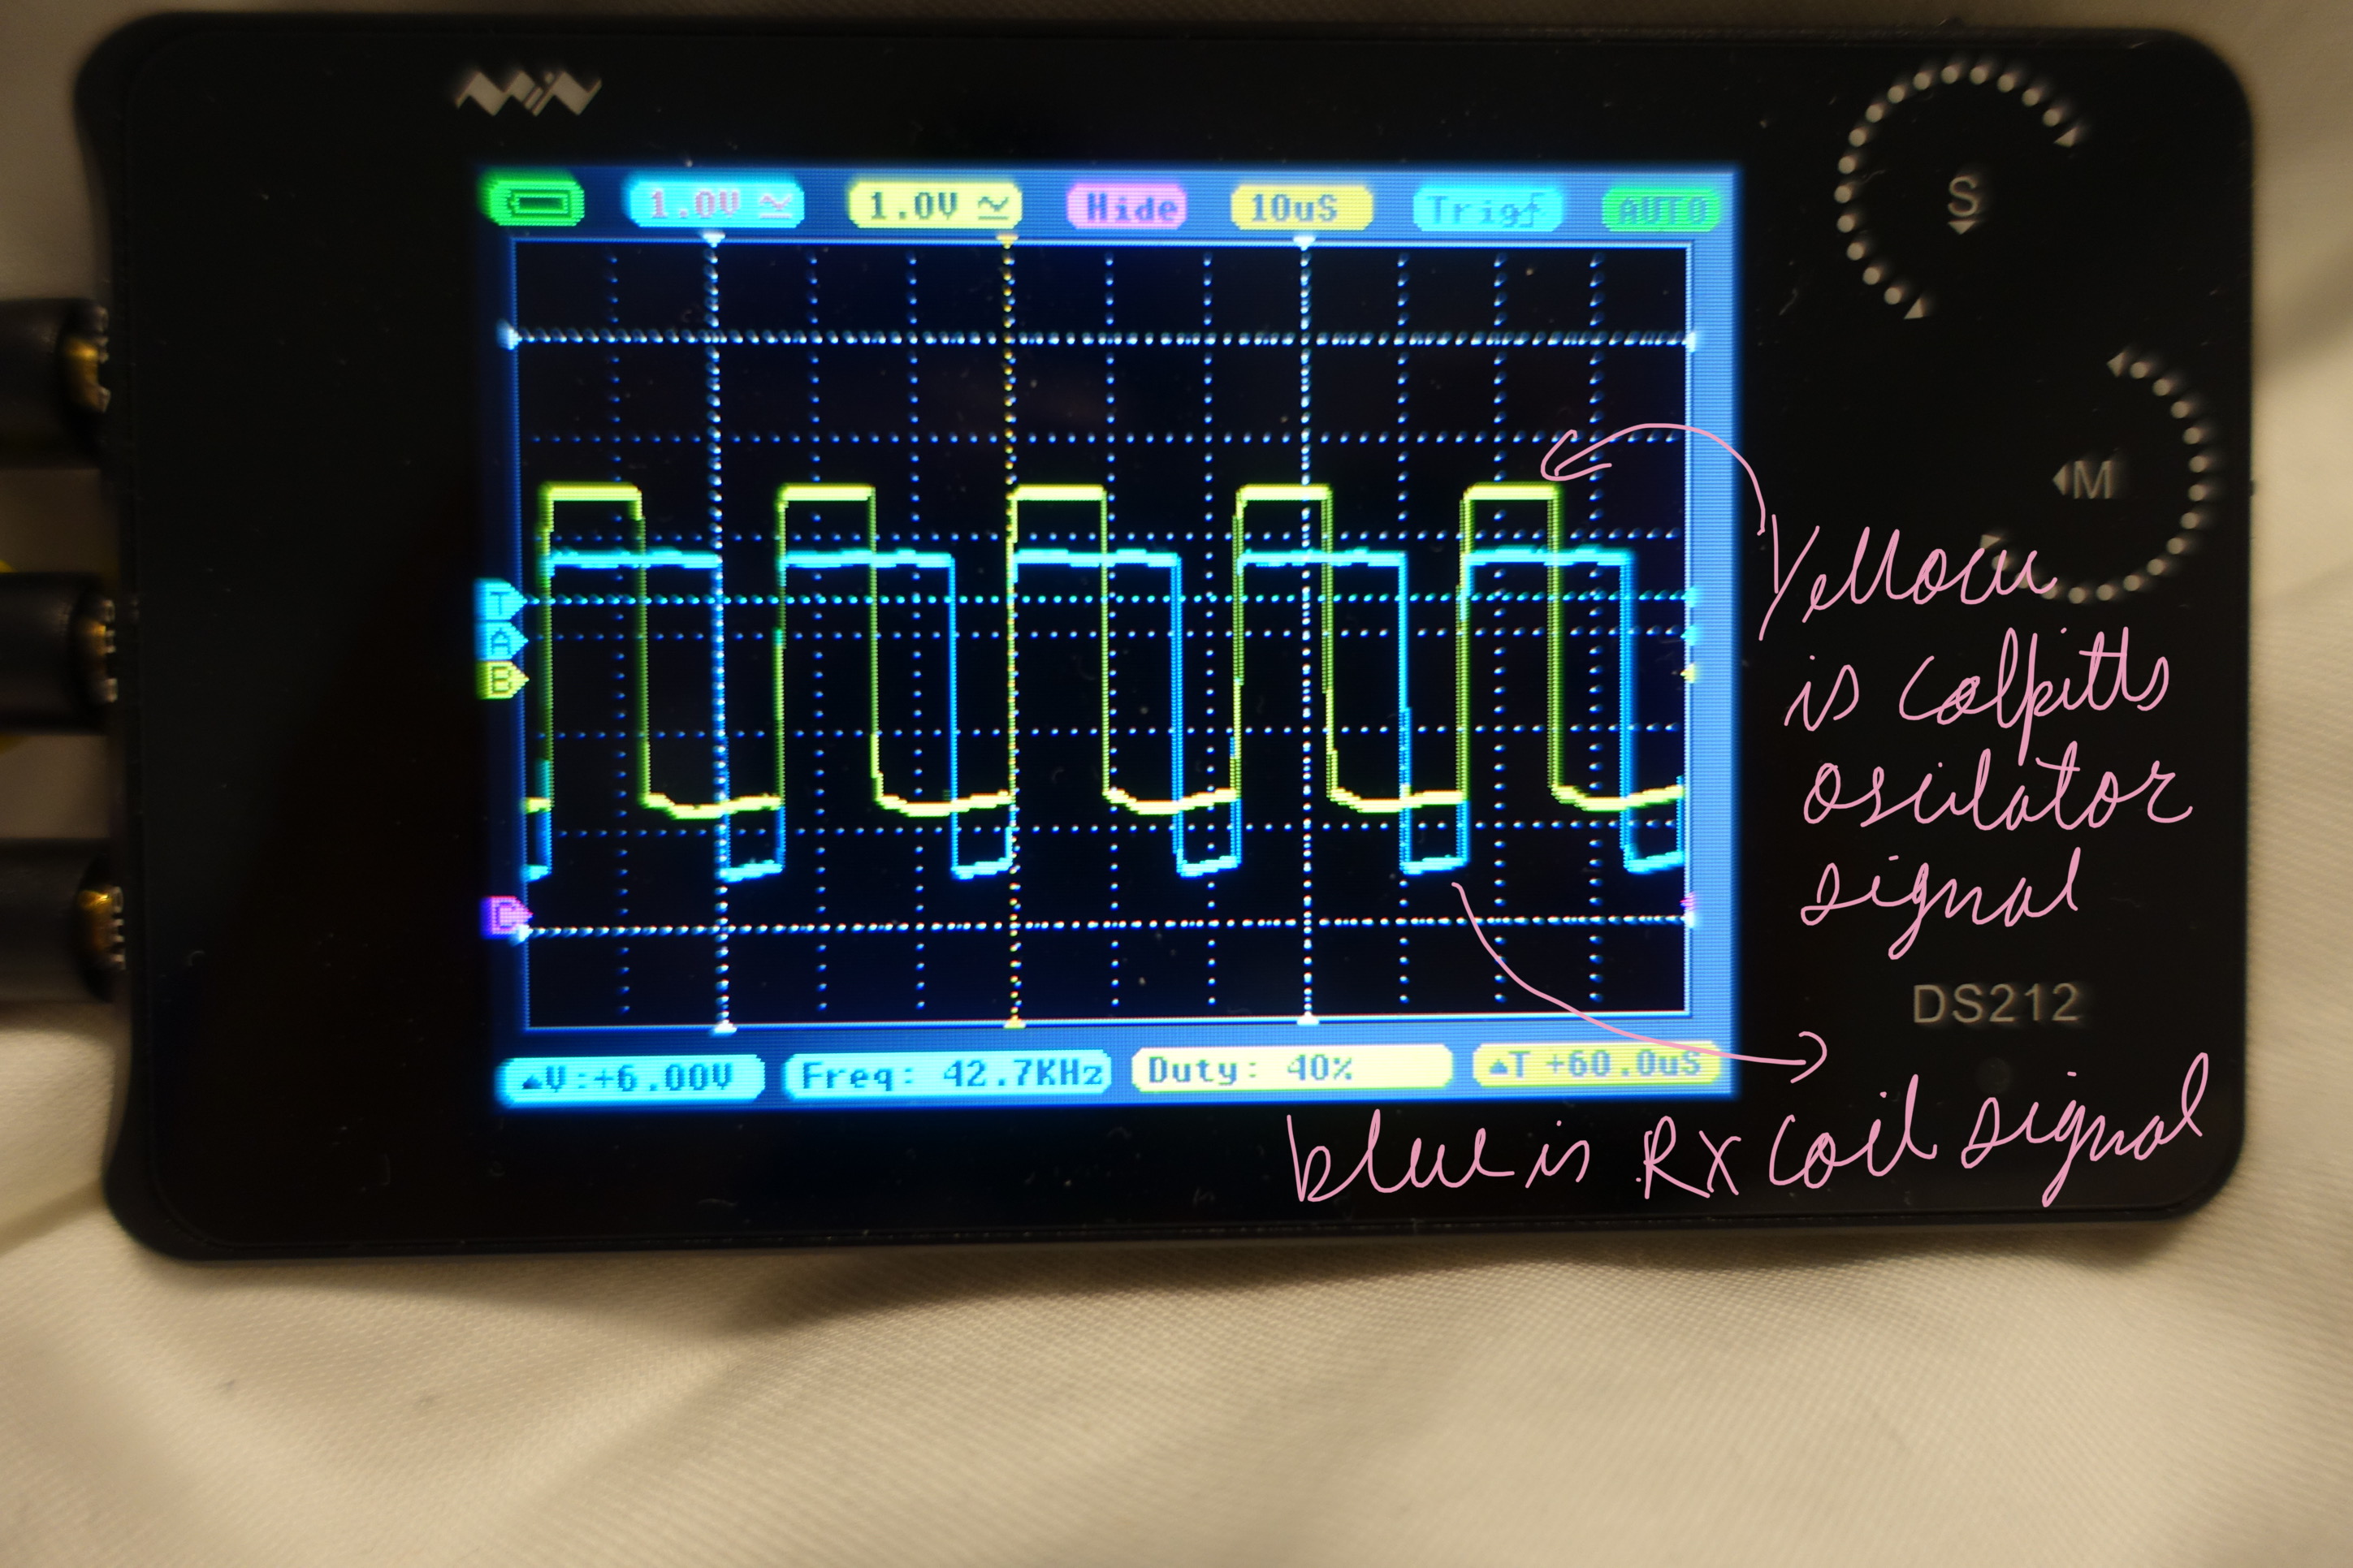 MiN
1.0V 1.0V Hide 10uS Trig AUTO
S
M
T
A
B
C
Yellow
is colpitts
oscilator
signal
DS212
▲V:+6.00V Freq: 42.7KHz Duty: 40% ▲T +60.0uS
blue is RX coil signal